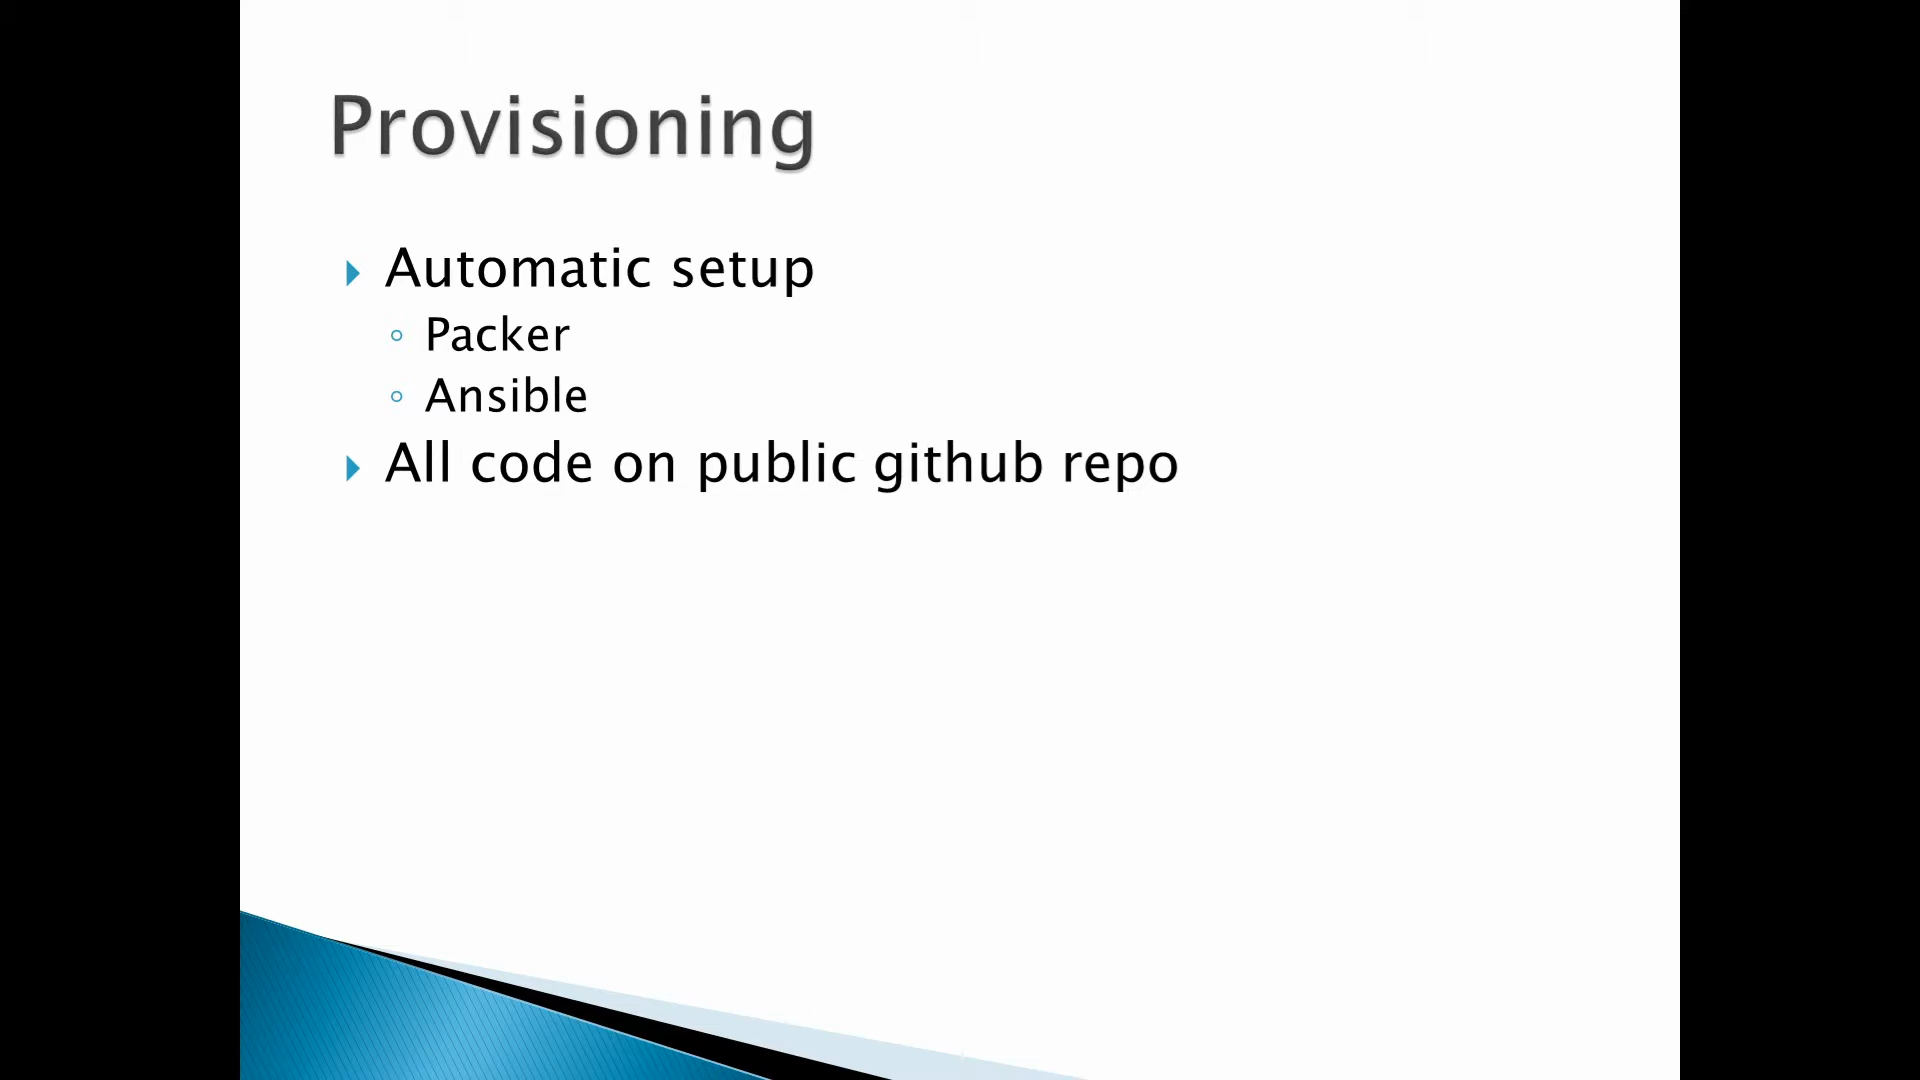 Provisioning
Automatic setup
Packer
Ansible
All code on public github repo